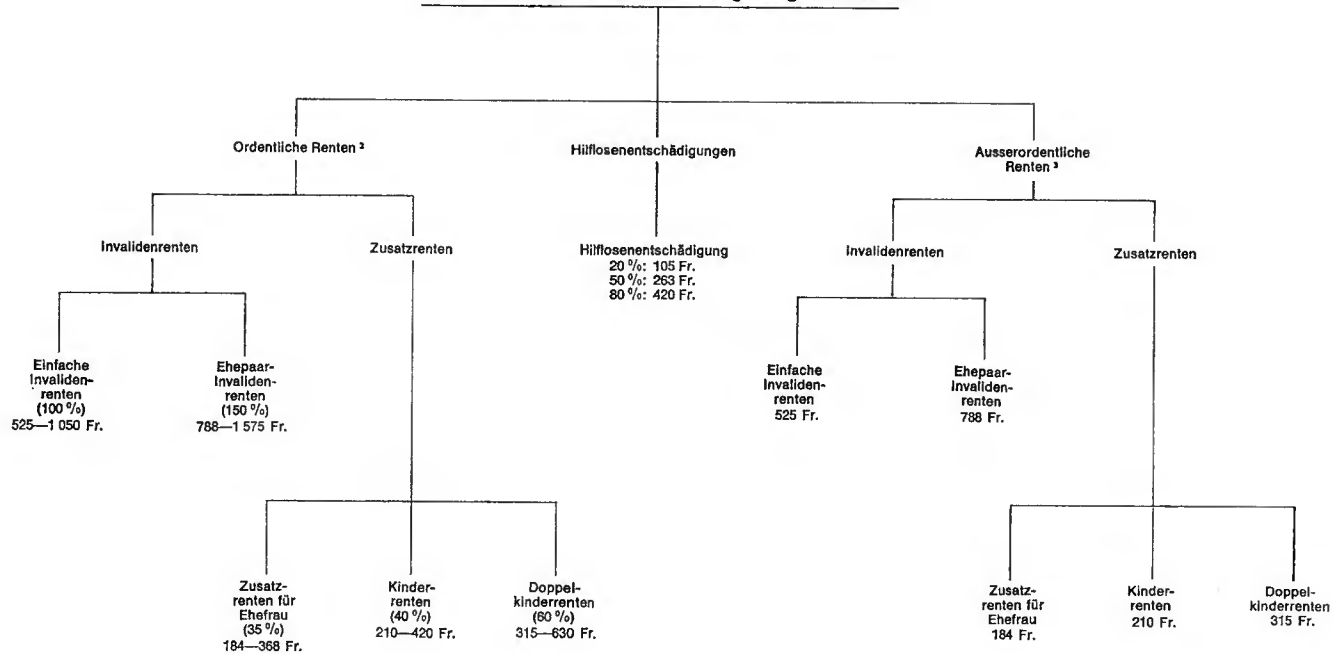 Ordentliche Renten ²
Hilflosenentschädigungen
Ausserordentliche
Renten ³
Invalidenrenten
Zusatzrenten
Hilflosenentschädigung
20 %: 105 Fr.
50 %: 263 Fr.
80 %: 420 Fr.
Invalidenrenten
Zusatzrenten
Einfache
Invaliden-
renten
(100 %)
525—1 050 Fr.
Ehepaar-
Invaliden-
renten
(150 %)
788—1 575 Fr.
Einfache
Invaliden-
renten
525 Fr.
Ehepaar-
Invaliden-
renten
788 Fr.
Zusatz-
renten für
Ehefrau
(35 %)
184—368 Fr.
Kinder-
renten
(40 %)
210—420 Fr.
Doppel-
kinderrenten
(60 %)
315—630 Fr.
Zusatz-
renten für
Ehefrau
184 Fr.
Kinder-
renten
210 Fr.
Doppel-
kinderrenten
315 Fr.